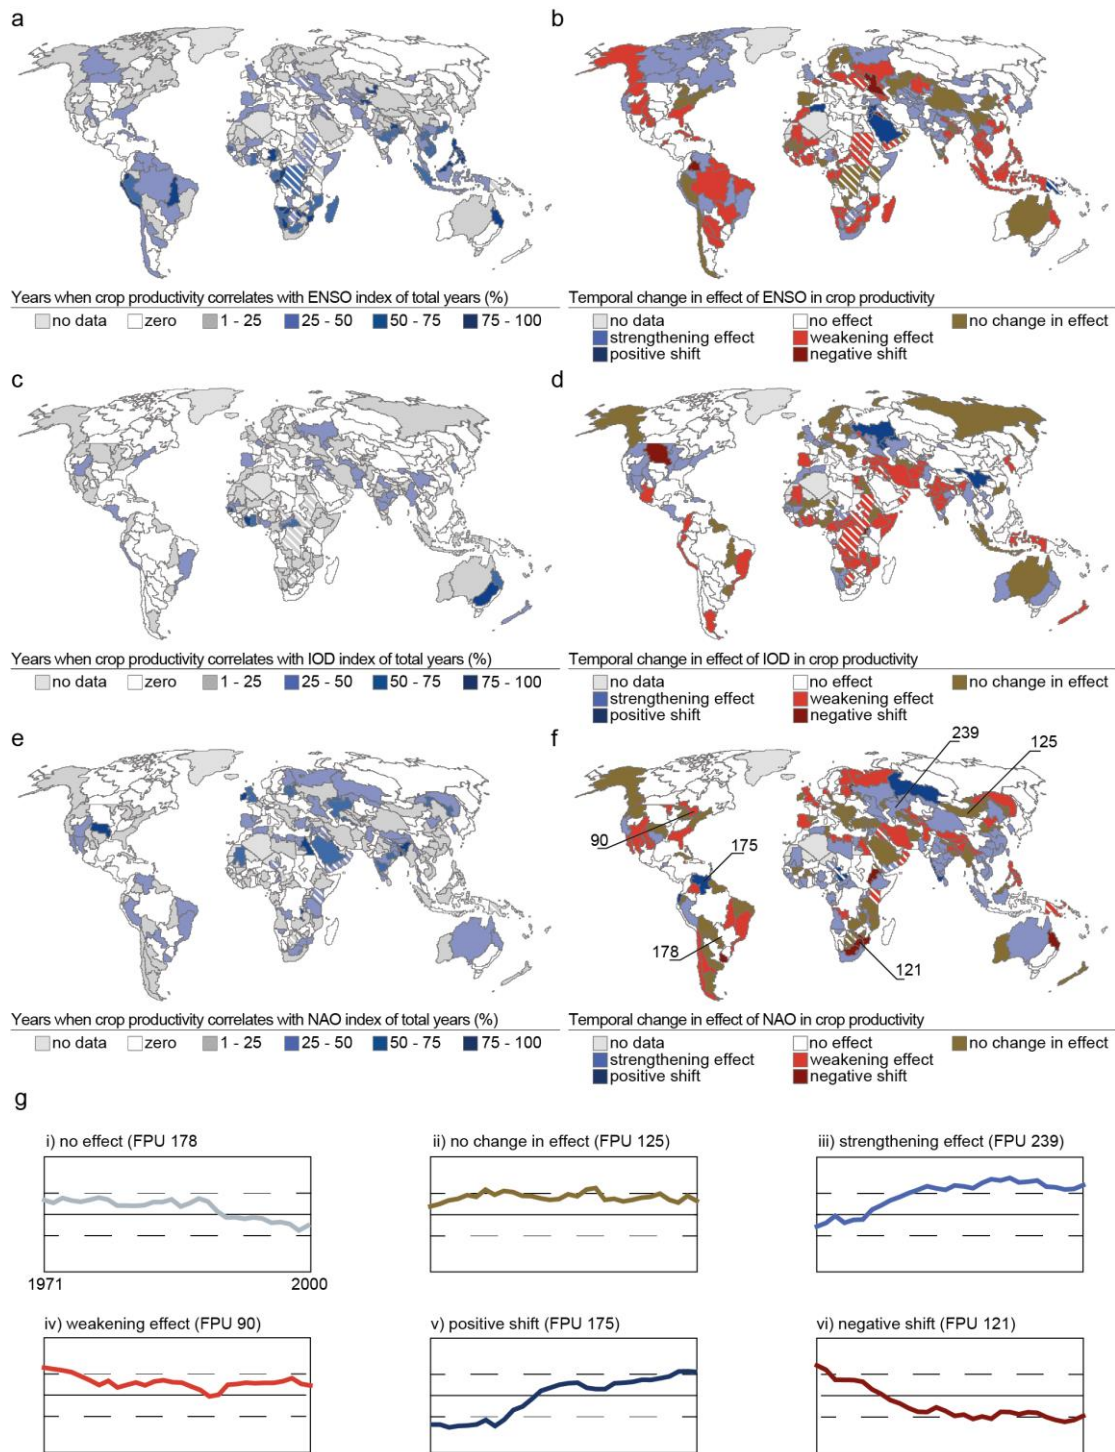 a
b
Years when crop productivity correlates with ENSO index of total years (%)
no data zero 1 - 25 25 - 50 50 - 75 75 - 100
Temporal change in effect of ENSO in crop productivity
no data no effect no change in effect
strengthening effect weakening effect
positive shift negative shift
c
d
Years when crop productivity correlates with IOD index of total years (%)
no data zero 1 - 25 25 - 50 50 - 75 75 - 100
Temporal change in effect of IOD in crop productivity
no data no effect no change in effect
strengthening effect weakening effect
positive shift negative shift
e
f
239
125
90
175
178
121
Years when crop productivity correlates with NAO index of total years (%)
no data zero 1 - 25 25 - 50 50 - 75 75 - 100
Temporal change in effect of NAO in crop productivity
no data no effect no change in effect
strengthening effect weakening effect
positive shift negative shift
g
i) no effect (FPU 178
ii) no change in effect (FPU 125)
iii) strengthening effect (FPU 239)
1971 2000
iv) weakening effect (FPU 90)
v) positive shift (FPU 175)
vi) negative shift (FPU 121)